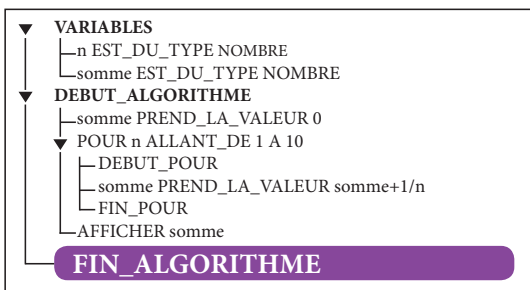 VARIABLES
n EST_DU_TYPE NOMBRE
somme EST_DU_TYPE NOMBRE
DEBUT_ALGORITHME
somme PREND_LA_VALEUR 0
POUR n ALLANT_DE 1 A 10
DEBUT_POUR
somme PREND_LA_VALEUR somme+1/n
FIN_POUR
AFFICHER somme
FIN_ALGORITHME